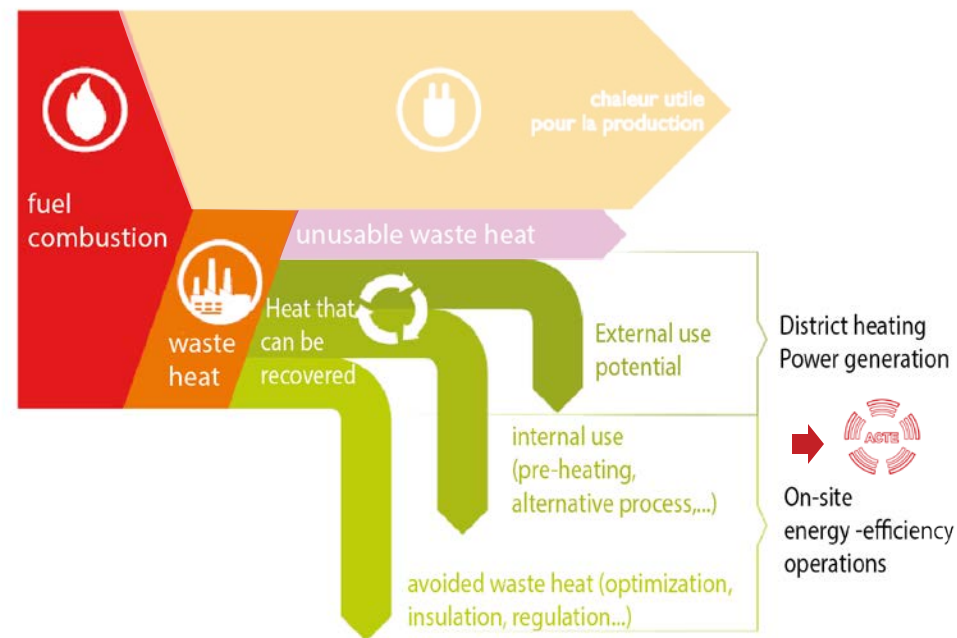 chaleur utile
pour la production
fuel
combustion
unusable waste heat
waste
heat
Heat that
can be
recovered
External use
potential
District heating
Power generation
internal use
(pre-heating,
alternative process,...)
ACTE
On-site
energy -efficiency
operations
avoided waste heat (optimization,
insulation, regulation...)